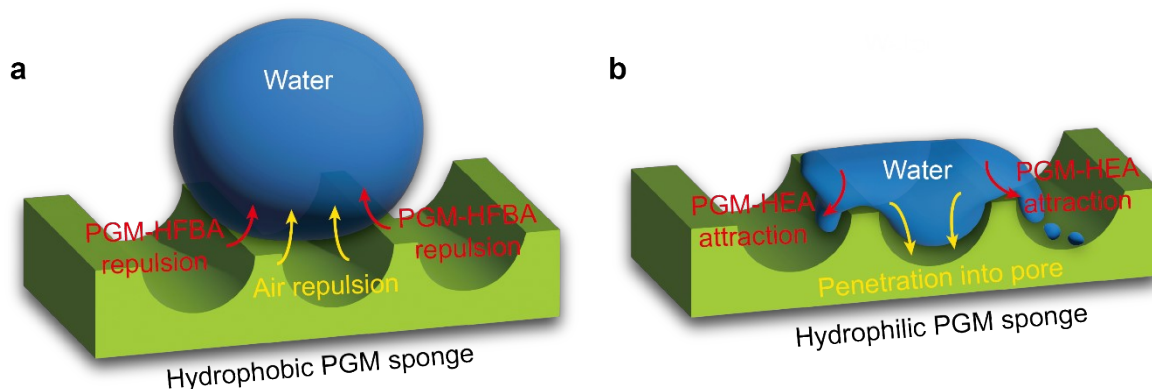 a
Water
PGM-HFBA
repulsion
PGM-HFBA
repulsion
Air repulsion
Hydrophobic PGM sponge
b
Water
PGM-HEA
attraction
PGM-HEA
attraction
Penetration into pore
Hydrophilic PGM sponge